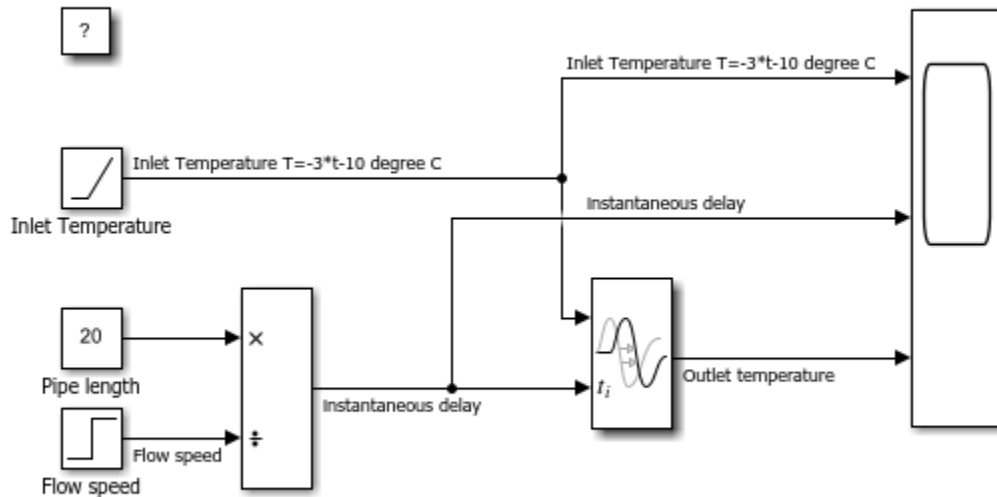 ?
Inlet Temperature T=-3*t-10 degree C
Inlet Temperature T=-3*t-10 degree C
Inlet Temperature
Instantaneous delay
20
×
Pipe length
t_i
Outlet temperature
Instantaneous delay
÷
Flow speed
Flow speed